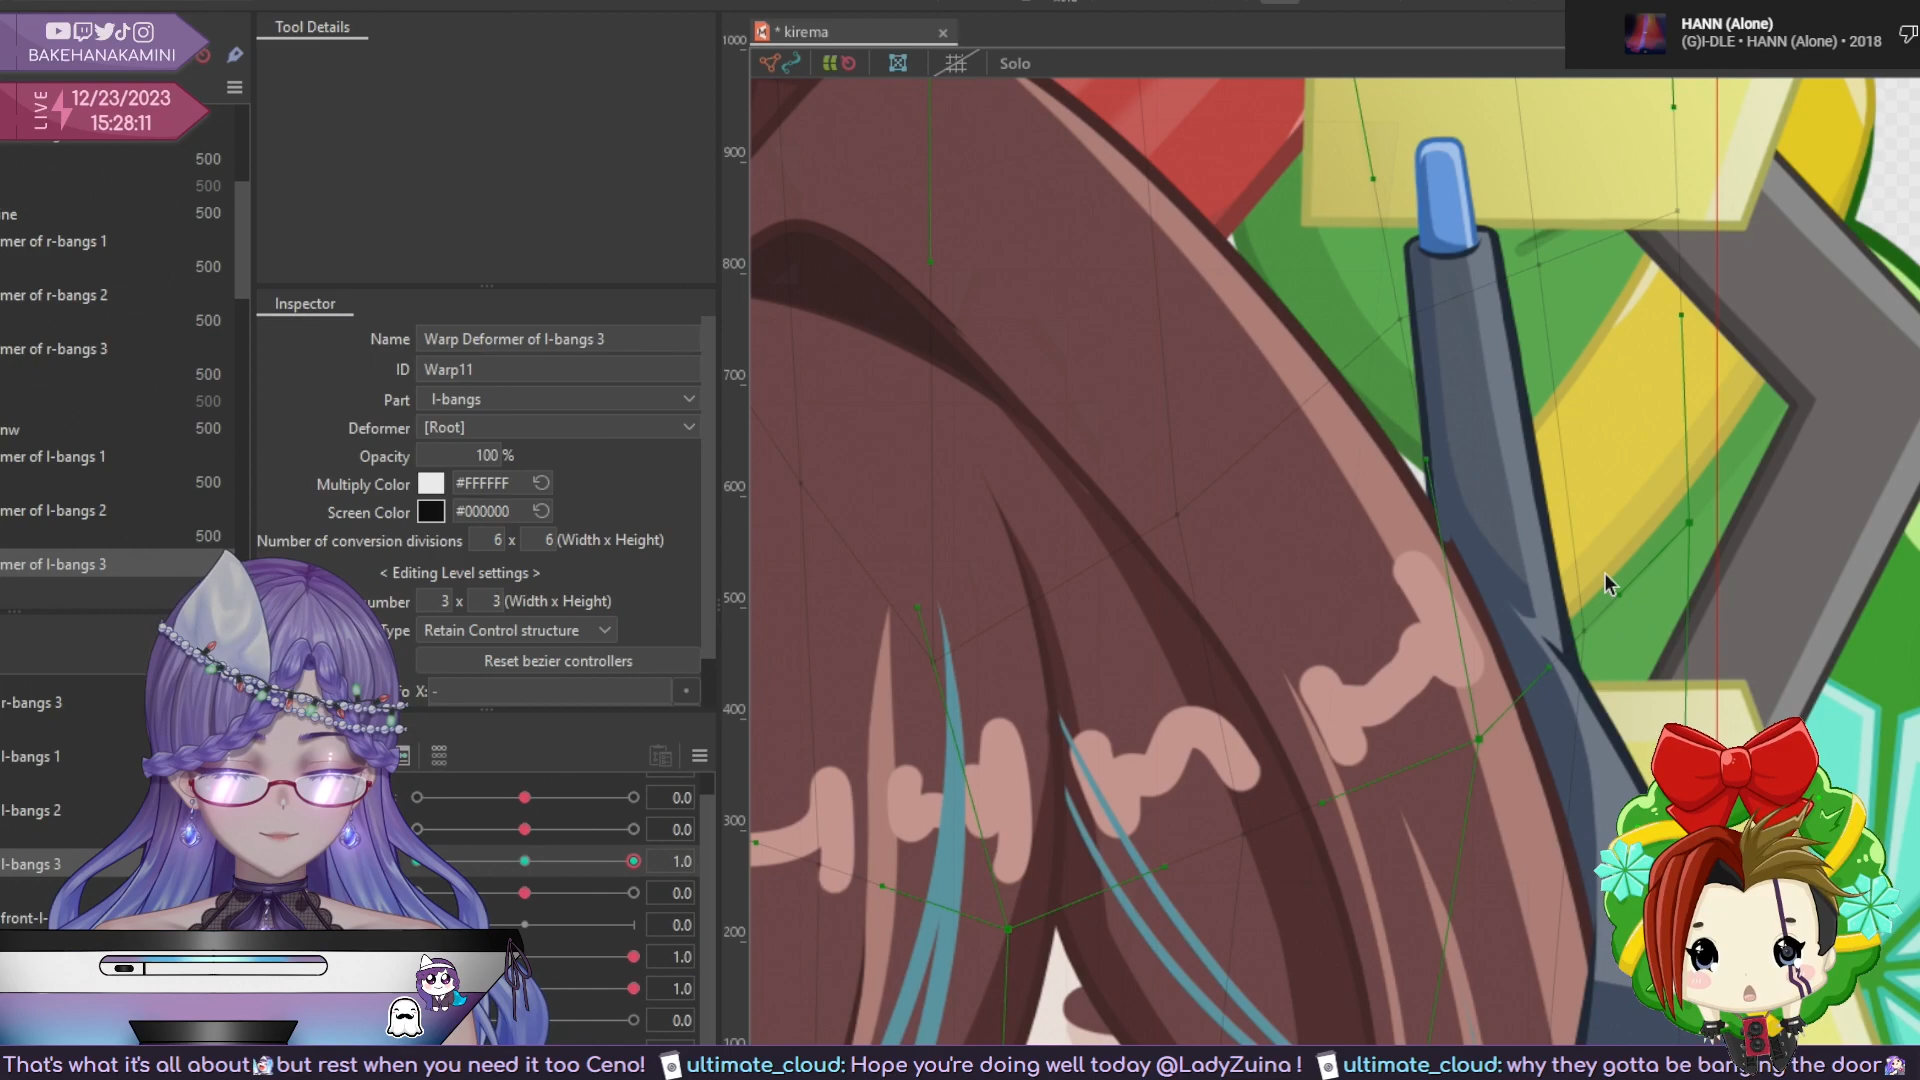 BAKEHANAKAMINI
LIVE
12/23/2023
15:28:11
500
500
ine
500
mer of r-bangs 1
500
mer of r-bangs 2
500
mer of r-bangs 3
500
500
nw
500
mer of l-bangs 1
500
mer of l-bangs 2
500
mer of l-bangs 3
r-bangs 3
l-bangs 1
l-bangs 2
l-bangs 3
front-l-
Tool Details
Inspector
Name Warp Deformer of l-bangs 3
ID Warp11
Part l-bangs
Deformer [Root]
Opacity 100 %
Multiply Color #FFFFFF
Screen Color #000000
Number of conversion divisions 6 x 6 (Width x Height)
< Editing Level settings >
umber 3 x 3 (Width x Height)
Type Retain Control structure
Reset bezier controllers
o X: -
0.0
0.0
1.0
0.0
0.0
1.0
1.0
0.0
* kirema
Solo
1000
900
800
700
600
500
400
300
200
100
HANN (Alone)
(G)I-DLE • HANN (Alone) • 2018
That's what it's all about but rest when you need it too Ceno! ultimate_cloud: Hope you're doing well today @LadyZuina ! ultimate_cloud: why they gotta be banging the door